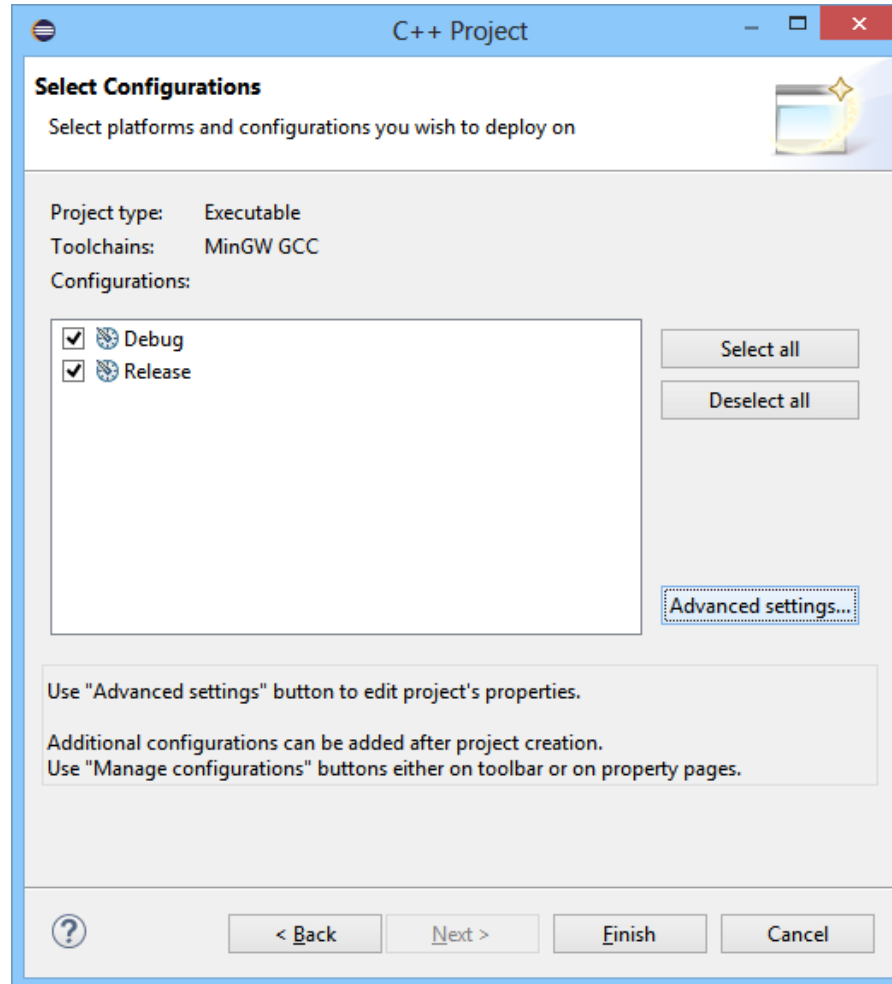 C++ Project
Select Configurations
Select platforms and configurations you wish to deploy on
Project type: Executable
Toolchains: MinGW GCC
Configurations:
Debug
Release
Select all
Deselect all
Advanced settings...
Use "Advanced settings" button to edit project's properties.
Additional configurations can be added after project creation.
Use "Manage configurations" buttons either on toolbar or on property pages.
? < Back Next > Finish Cancel